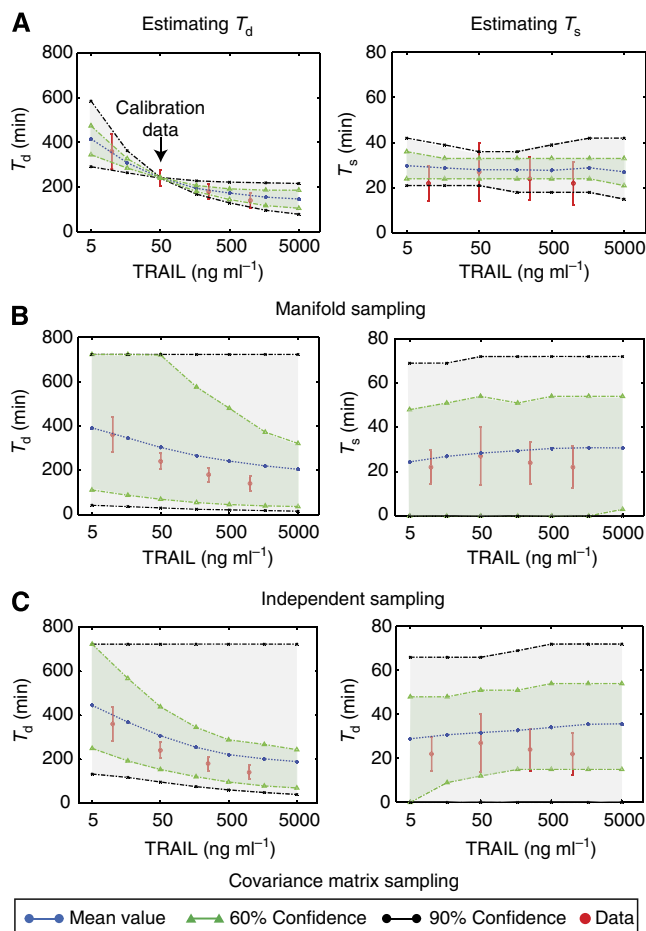 A
Estimating Td
Estimating Ts
800
600
400
200
0
Td (min)
Calibration
data
5
50
500
5000
TRAIL (ng ml−1)
80
60
40
20
0
Ts (min)
5
50
500
5000
TRAIL (ng ml−1)
Manifold sampling
B
800
600
400
200
0
Td (min)
5
50
500
5000
TRAIL (ng ml−1)
80
60
40
20
0
Ts (min)
5
50
500
5000
TRAIL (ng ml−1)
Independent sampling
C
800
600
400
200
0
Td (min)
5
50
500
5000
TRAIL (ng ml−1)
80
60
40
20
0
Td (min)
5
50
500
5000
TRAIL (ng ml−1)
Covariance matrix sampling
Mean value
60% Confidence
90% Confidence
Data